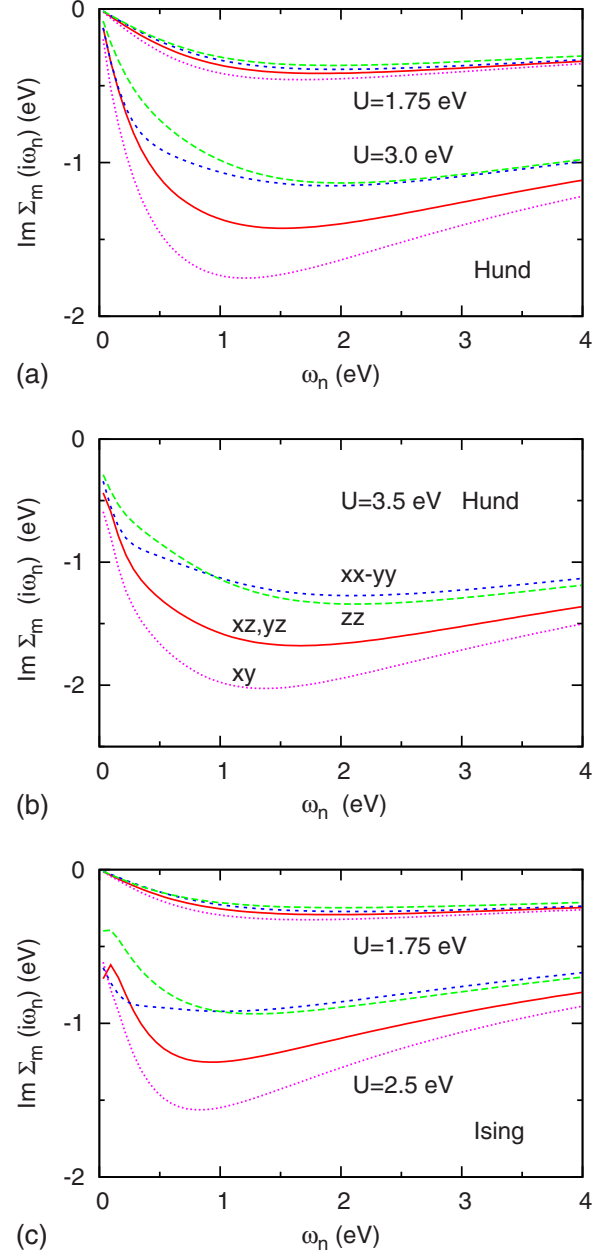 0
-1
-2
Im Σm (iωn) (eV)
U=1.75 eV
U=3.0 eV
Hund
0 1 2 3 4
(a)
ωn (eV)
0
-1
-2
Im Σm (iωn) (eV)
U=3.5 eV Hund
xx-yy
zz
xz,yz
xy
0 1 2 3 4
(b)
ωn (eV)
0
-1
-2
Im Σm (iωn) (eV)
U=1.75 eV
U=2.5 eV
Ising
0 1 2 3 4
(c)
ωn (eV)